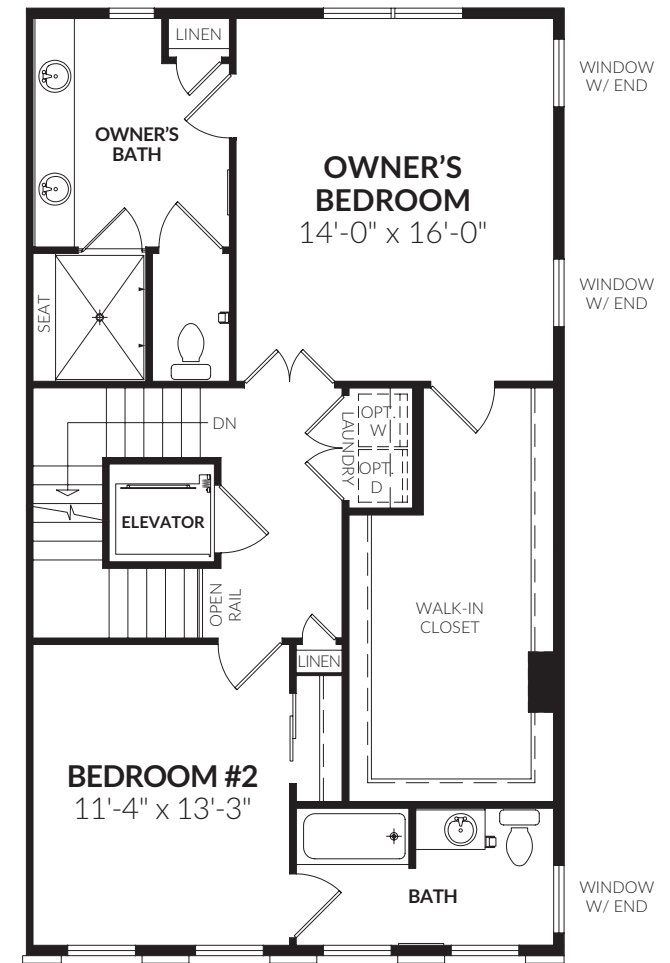 LINEN
WINDOW
W/ END
OWNER'S
BATH
OWNER'S
BEDROOM
14'-0" x 16'-0"
WINDOW
W/ END
SEAT
DN
OPT.
W
LAUNDRY
OPT.
D
ELEVATOR
OPEN
RAIL
WALK-IN
CLOSET
LINEN
BEDROOM #2
11'-4" x 13'-3"
BATH
WINDOW
W/ END